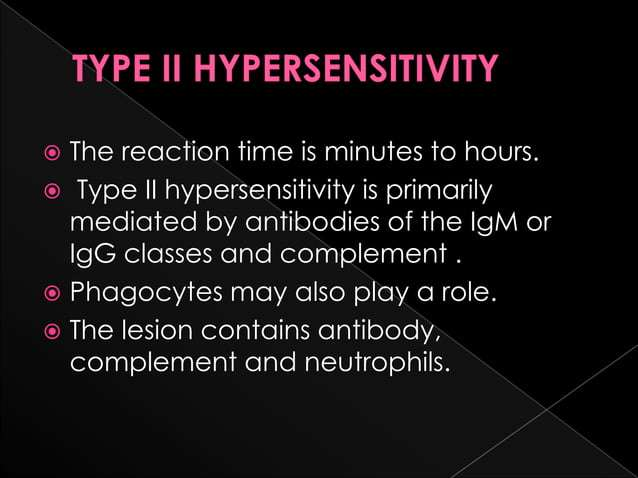 TYPE II HYPERSENSITIVITY
The reaction time is minutes to hours.
Type II hypersensitivity is primarily
mediated by antibodies of the IgM or
IgG classes and complement .
Phagocytes may also play a role.
The lesion contains antibody,
complement and neutrophils.